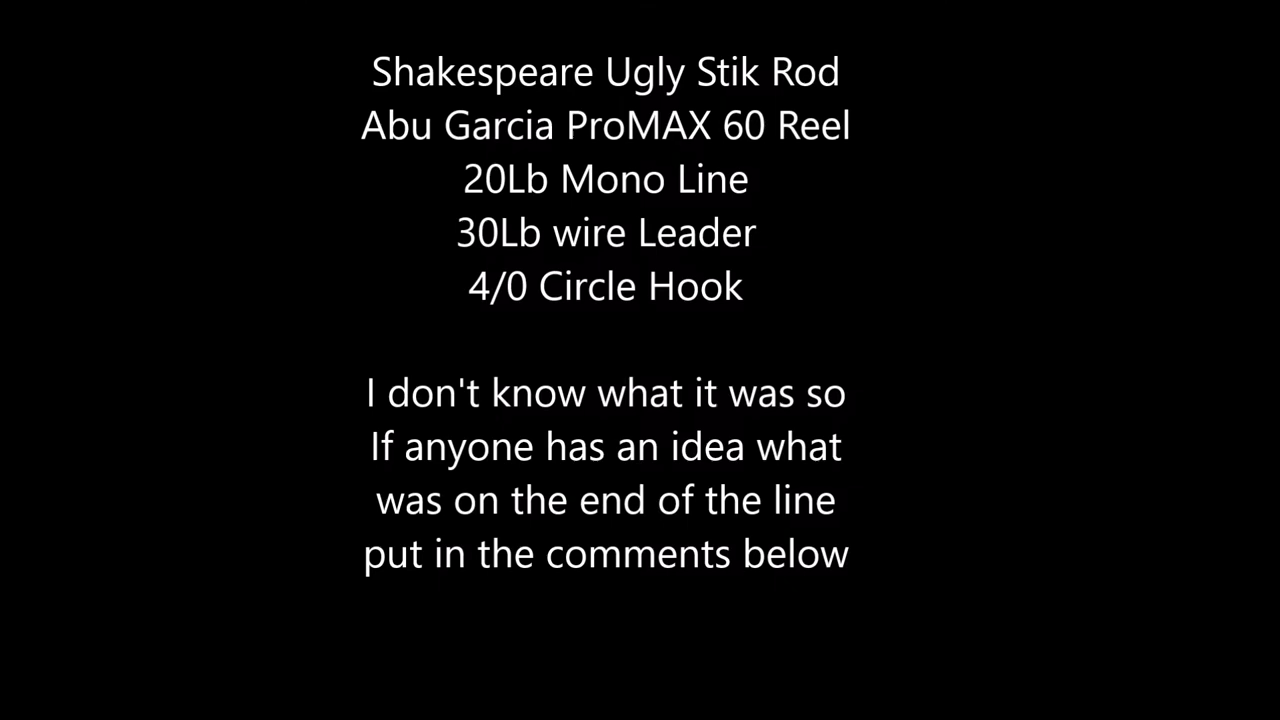 Shakespeare Ugly Stik Rod
Abu Garcia ProMAX 60 Reel
20Lb Mono Line
30Lb wire Leader
4/0 Circle Hook
I don't know what it was so
If anyone has an idea what
was on the end of the line
put in the comments below